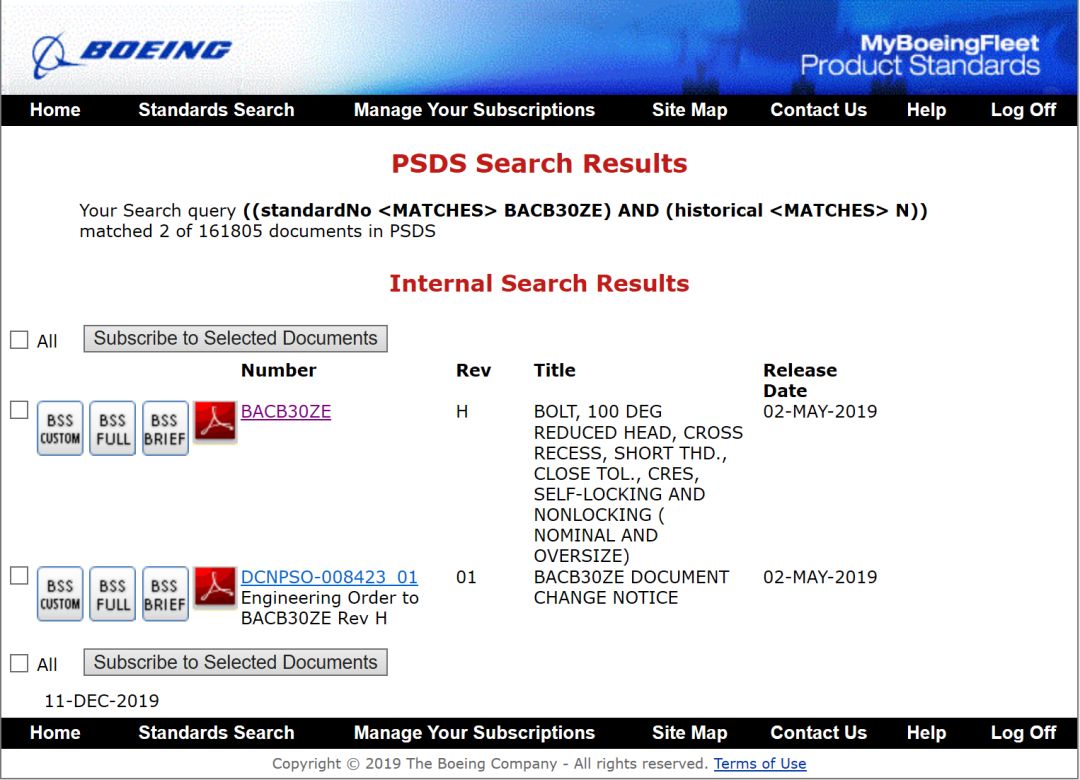 BOEING
MyBoeingFleet
Product Standards
Home Standards Search Manage Your Subscriptions Site Map Contact Us Help Log Off
PSDS Search Results
Your Search query ((standardNo <MATCHES> BACB30ZE) AND (historical <MATCHES> N))
matched 2 of 161805 documents in PSDS
Internal Search Results
All Subscribe to Selected Documents
Number Rev Title Release
Date
BSS CUSTOM BSS FULL BSS BRIEF BACB30ZE H BOLT, 100 DEG 02-MAY-2019
REDUCED HEAD, CROSS
RECESS, SHORT THD.,
CLOSE TOL., CRES,
SELF-LOCKING AND
NONLOCKING (
NOMINAL AND
OVERSIZE)
BSS CUSTOM BSS FULL BSS BRIEF DCNPSO-008423_01 01 BACB30ZE DOCUMENT 02-MAY-2019
Engineering Order to CHANGE NOTICE
BACB30ZE Rev H
All Subscribe to Selected Documents
11-DEC-2019
Home Standards Search Manage Your Subscriptions Site Map Contact Us Help Log Off
Copyright © 2019 The Boeing Company - All rights reserved. Terms of Use